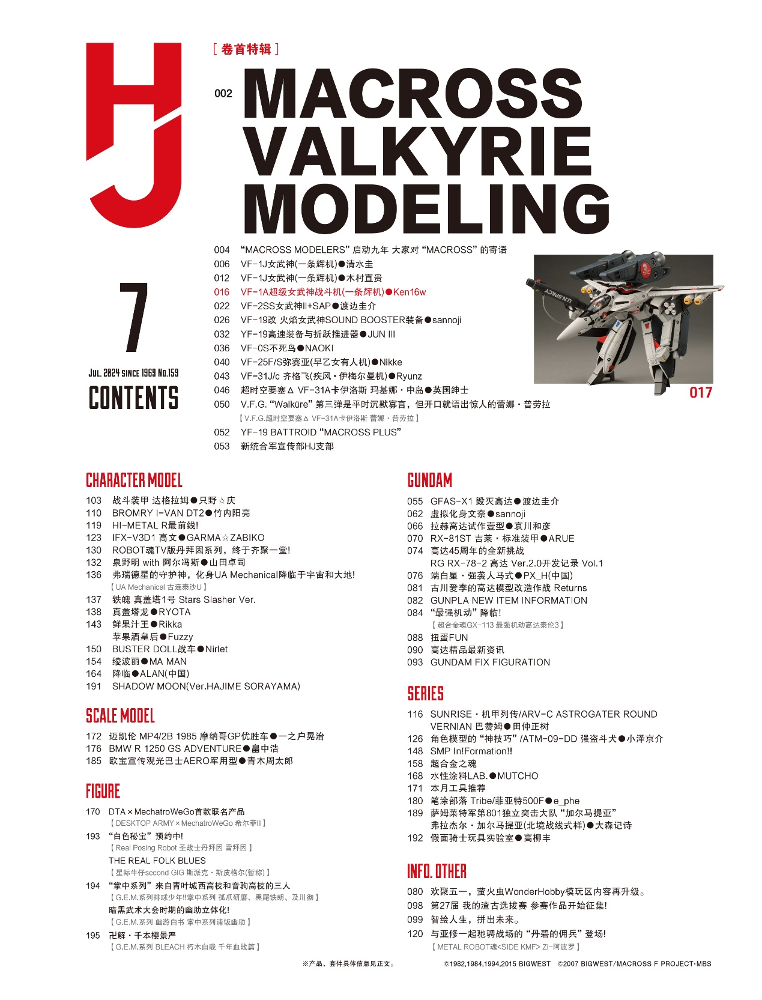 HJ
[ 卷首特辑 ]
002 MACROSS
VALKYRIE
MODELING
7
Jul. 2024 since 1969 No.159
CONTENTS
004 “MACROSS MODELERS” 启动九年 大家对 “MACROSS” 的寄语
006 VF-1J女武神(一条辉机)●清水圭
012 VF-1J女武神(一条辉机)●木村直贵
016 VF-1A超级女武神战斗机(一条辉机)●Ken16w
022 VF-2SS女武神II+SAP●渡边圭介
026 VF-19改 火焰女武神SOUND BOOSTER装备●sannoji
032 YF-19高速装备与折跃推进器●JUN III
036 VF-0S不死鸟●NAOKI
040 VF-25F/S弥赛亚(早乙女有人机)●Nikke
043 VF-31J/c 齐格飞(疾风・伊梅尔曼机)●Ryunz
046 超时空要塞Δ VF-31A卡伊洛斯 玛基娜・中岛●英国绅士
050 V.F.G. “Walküre” 第三弹是平时沉默寡言，但开口就语出惊人的蕾娜・普劳拉
【 V.F.G.超时空要塞Δ VF-31A卡伊洛斯 蕾娜・普劳拉 】
052 YF-19 BATTROID “MACROSS PLUS”
053 新统合军宣传部HJ支部
U.N.SPACY
017
CHARACTER MODEL
103 战斗装甲 达格拉姆●只野☆庆
110 BROMRY I-VAN DT2●竹内阳亮
119 HI-METAL R最前线!
123 IFX-V3D1 高文●GARMA☆ZABIKO
130 ROBOT魂TV版丹拜因系列，终于齐聚一堂!
132 泉野明 with 阿尔冯斯●山田卓司
136 弗瑞德星的守护神，化身UA Mechanical降临于宇宙和大地!
【 UA Mechanical 古连泰沙U 】
137 铁魄 真盖塔1号 Stars Slasher Ver.
138 真盖塔龙●RYOTA
143 鲜果汁王●Rikka
苹果酒皇后●Fuzzy
150 BUSTER DOLL战车●Nirlet
154 绫波丽●MA MAN
164 降临●ALAN(中国)
191 SHADOW MOON(Ver.HAJIME SORAYAMA)
SCALE MODEL
172 迈凯伦 MP4/2B 1985 摩纳哥GP优胜车●一之户晃治
176 BMW R 1250 GS ADVENTURE●畠中浩
185 欧宝宣传观光巴士AERO军用型●青木周太郎
FIGURE
170 DTA×MechatroWeGo首款联名产品
【 DESKTOP ARMY×MechatroWeGo 希尔菲II 】
193 “白色秘宝” 预约中!
【 Real Posing Robot 圣战士丹拜因 雪拜因 】
THE REAL FOLK BLUES
【 星际牛仔second GIG 斯派克・斯皮格尔(暂称) 】
194 “掌中系列” 来自青叶城西高校和音驹高校的三人
【 G.E.M.系列排球少年!!掌中系列 孤爪研磨、黑尾铁朗、及川彻 】
暗黑武术大会时期的幽助立体化!
【 G.E.M.系列 幽游白书 掌中系列浦饭幽助 】
195 卍解・千本樱景严
【 G.E.M.系列 BLEACH 朽木白哉 千年血战篇 】
GUNDAM
055 GFAS-X1 毁灭高达●渡边圭介
062 虚拟化身文奈●sannoji
066 拉赫高达试作壹型●哀川和彦
070 RX-81ST 吉莱・标准装甲●ARUE
074 高达45周年的全新挑战
RG RX-78-2 高达 Ver.2.0开发记录 Vol.1
076 端白星・强袭人马式●PX_H(中国)
081 古川爱李的高达模型改造作战 Returns
082 GUNPLA NEW ITEM INFORMATION
084 “最强机动” 降临!
【 超合金魂GX-113 最强机动高达泰伦3 】
088 扭蛋FUN
090 高达精品最新资讯
093 GUNDAM FIX FIGURATION
SERIES
116 SUNRISE・机甲列传/ARV-C ASTROGATER ROUND
VERNIAN 巴赞姆●田仲正树
126 角色模型的 “神技巧” /ATM-09-DD 强盗斗犬●小泽京介
148 SMP In!Formation!!
158 超合金之魂
168 水性涂料LAB.●MUTCHO
171 本月工具推荐
180 笔涂部落 Tribe/菲亚特500F●e_phe
189 萨姆莱特军第801独立突击大队 “加尔马提亚”
弗拉杰尔・加尔马提亚(北境战线式样)●大森记诗
192 假面骑士玩具实验室●高柳丰
INFO. OTHER
080 欢聚五一，萤火虫WonderHobby模玩区内容再升级。
098 第27届 我的渣古选拔赛 参赛作品开始征集!
099 智绘人生，拼出未来。
120 与亚修一起驰骋战场的 “丹碧的佣兵” 登场!
【 METAL ROBOT魂<SIDE KMF> Zi-阿波罗 】
※产品、套件具体信息见正文。
©1982,1984,1994,2015 BIGWEST ©2007 BIGWEST/MACROSS F PROJECT・MBS